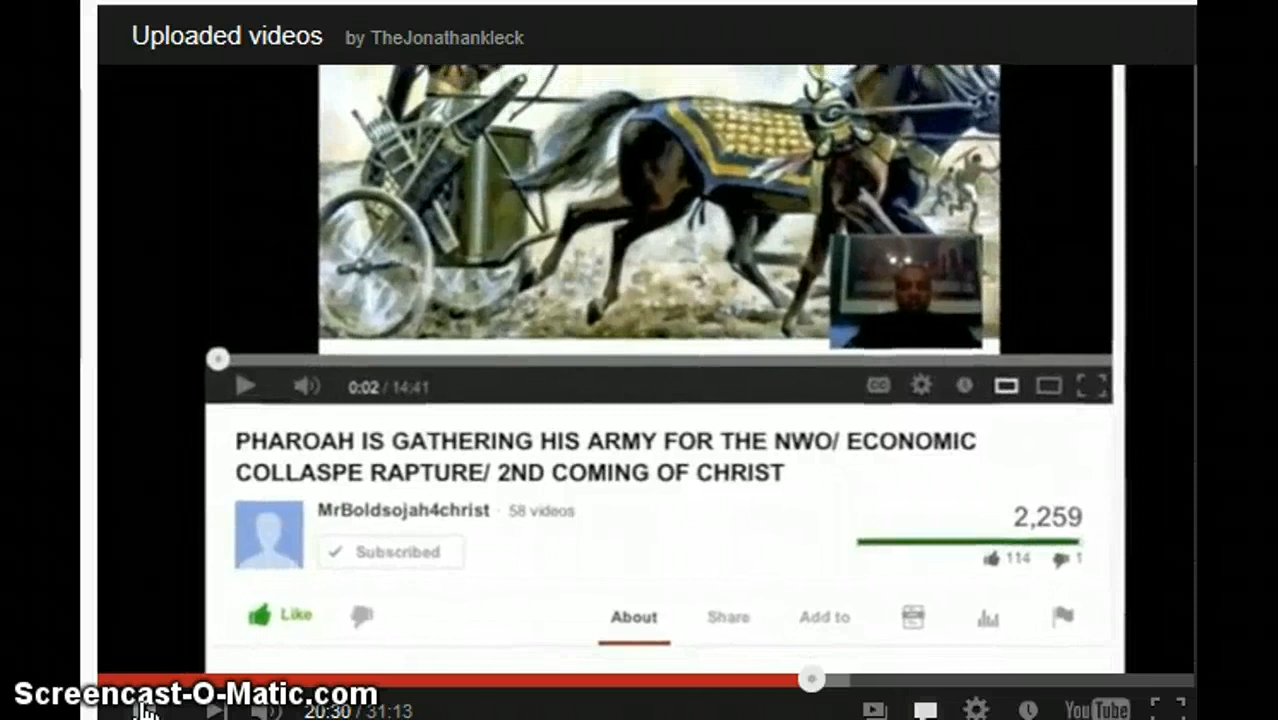 Uploaded videos by TheJonathankleck
0:02 / 14:41
PHAROAH IS GATHERING HIS ARMY FOR THE NWO/ ECONOMIC
COLLASPE RAPTURE/ 2ND COMING OF CHRIST
MrBoldsojah4christ · 58 videos
2,259
✓ Subscribed
114 1
Like About Share Add to
Screencast-O-Matic.com
20:30 / 31:13 YouTube